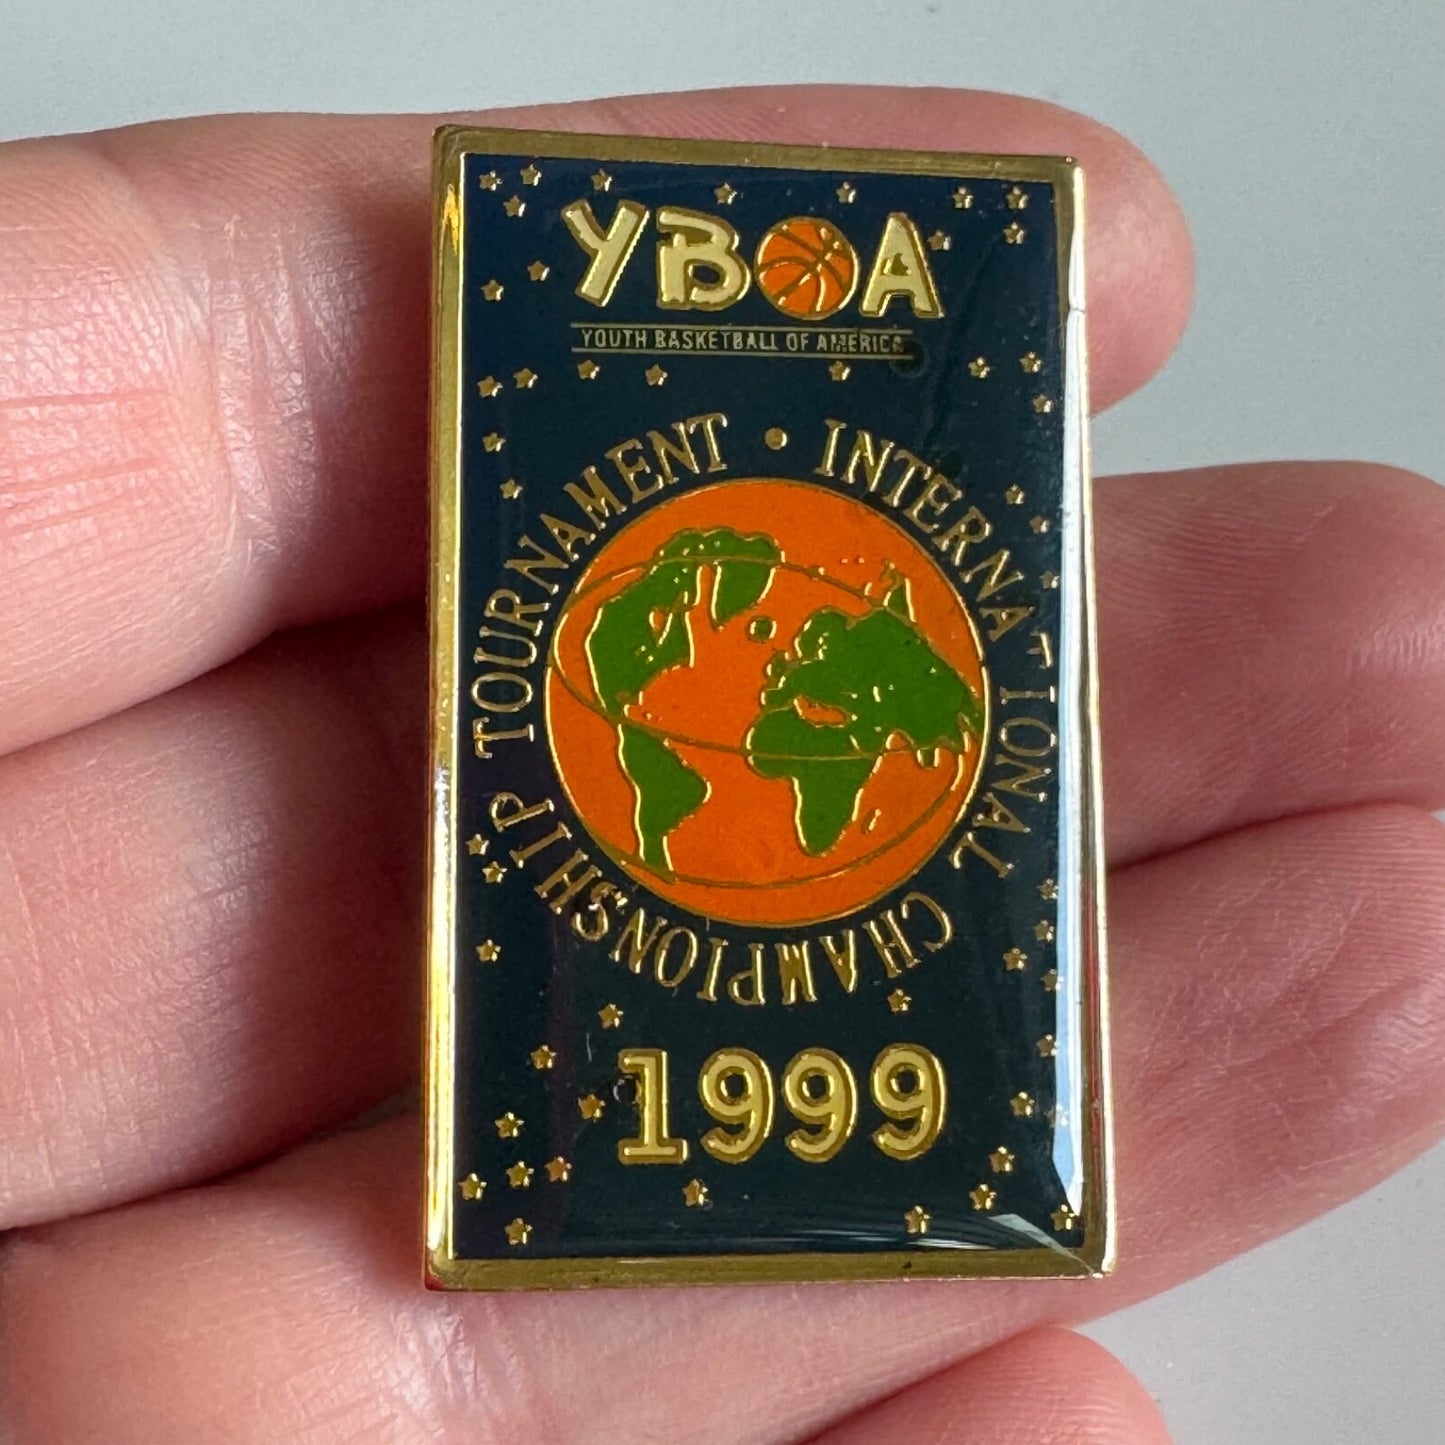 YBOA
YOUTH BASKETBALL OF AMERICA
INTERNATIONAL CHAMPIONSHIP TOURNAMENT •
1999